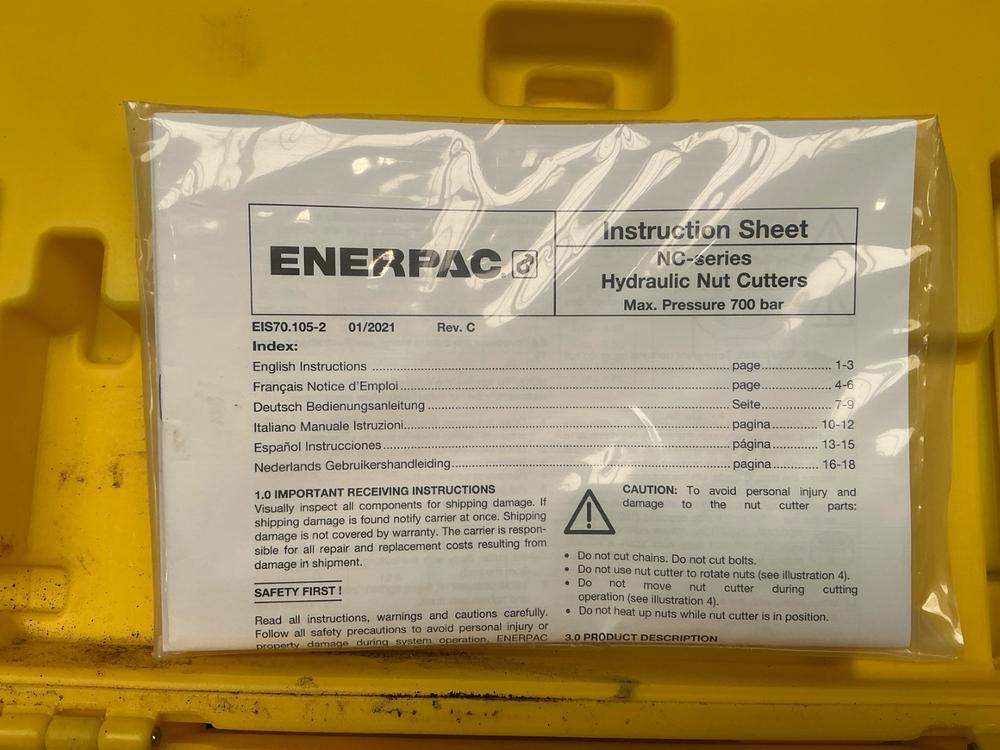 ENERPAC
Instruction Sheet
NC-series
Hydraulic Nut Cutters
Max. Pressure 700 bar
EIS70.105-2 01/2021 Rev. C
Index:
English Instructions ........ page ........ 1-3
Français Notice d'Emploi ........ page ........ 4-6
Deutsch Bedienungsanleitung ........ Seite ........ 7-9
Italiano Manuale Istruzioni ........ pagina ........ 10-12
Español Instrucciones ........ página ........ 13-15
Nederlands Gebruikershandleiding ........ pagina ........ 16-18
1.0 IMPORTANT RECEIVING INSTRUCTIONS
Visually inspect all components for shipping damage. If
shipping damage is found notify carrier at once. Shipping
damage is not covered by warranty. The carrier is respon-
sible for all repair and replacement costs resulting from
damage in shipment.
SAFETY FIRST !
Read all instructions, warnings and cautions carefully.
Follow all safety precautions to avoid personal injury or
property damage during system operation. ENERPAC
CAUTION: To avoid personal injury and
damage to the nut cutter parts:
• Do not cut chains. Do not cut bolts.
• Do not use nut cutter to rotate nuts (see illustration 4).
• Do not move nut cutter during cutting
operation (see illustration 4).
• Do not heat up nuts while nut cutter is in position.
3.0 PRODUCT DESCRIPTION